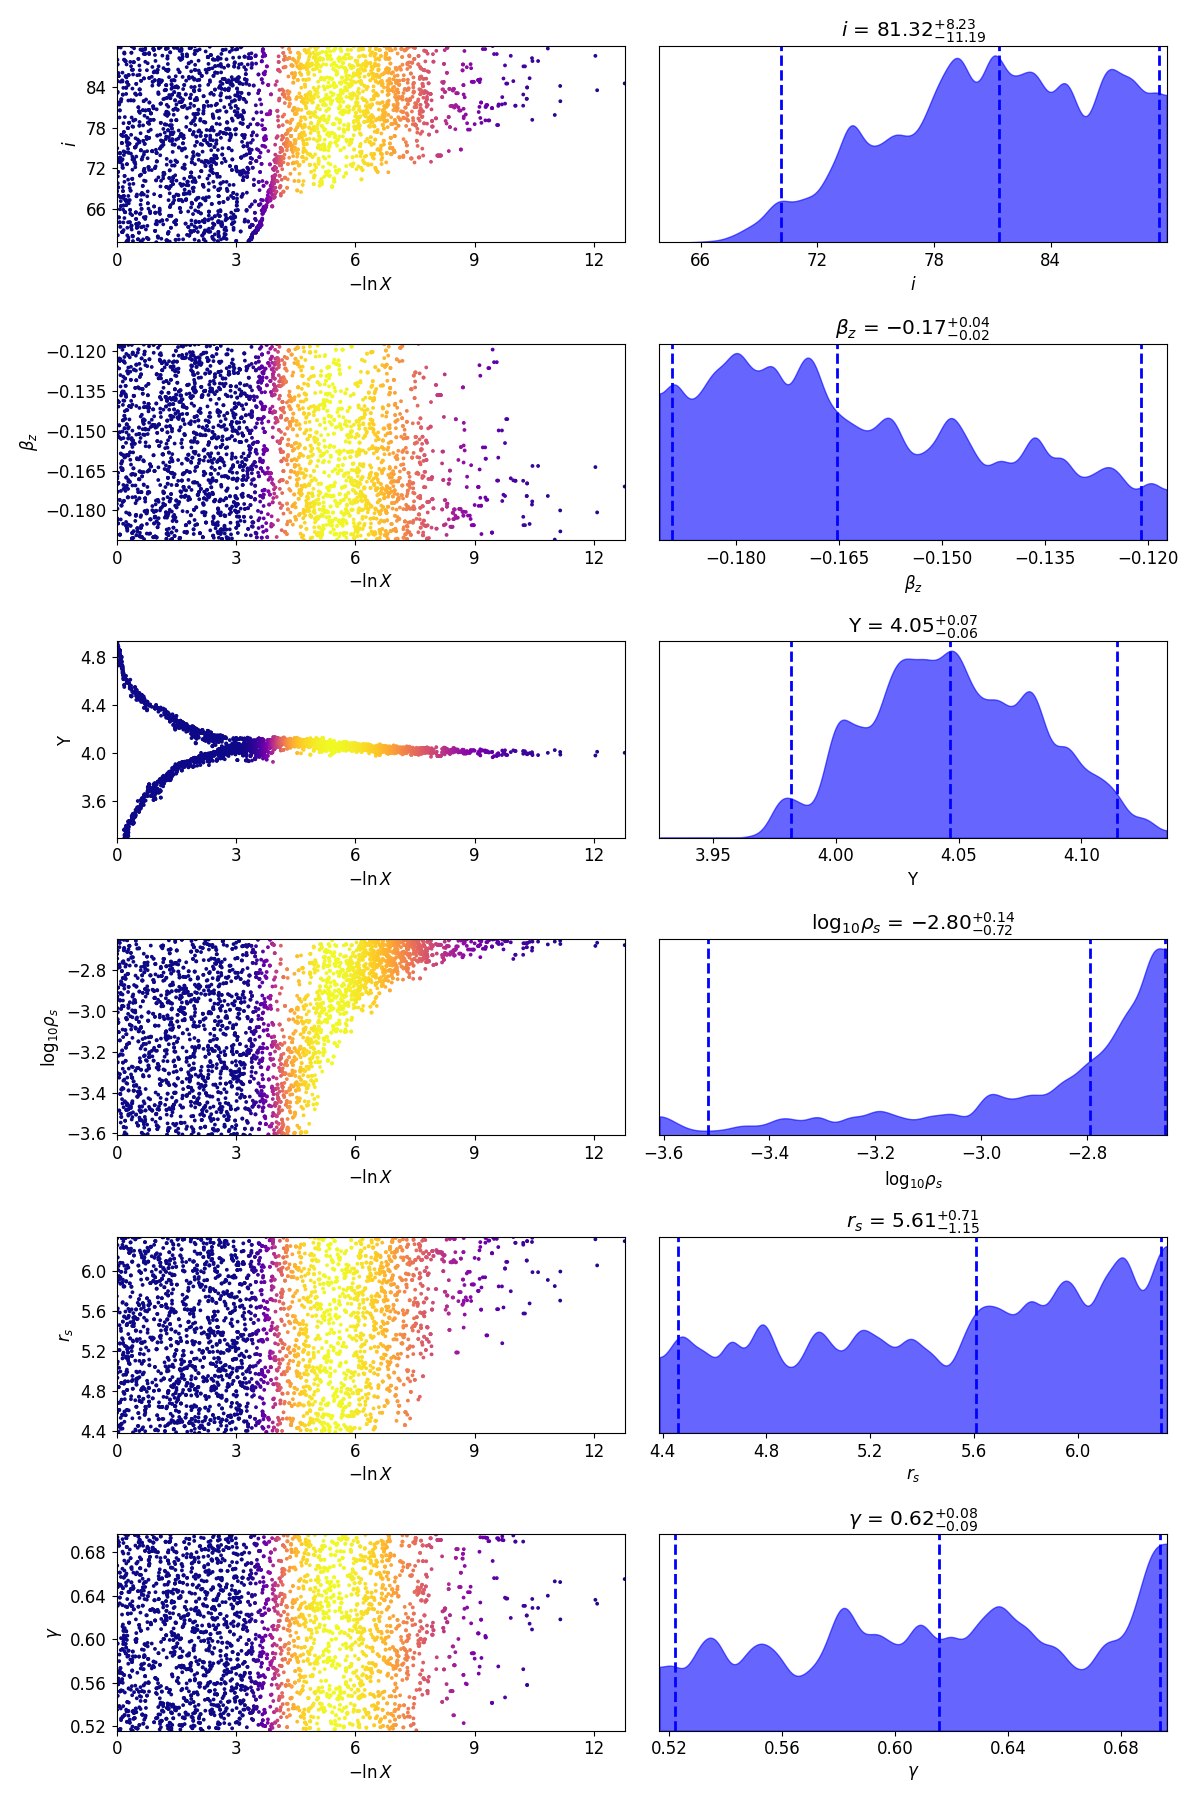 i = 81.32+8.23−11.19
84
78
72
66
i
0 3 6 9 12
−ln X
66 72 78 84
i
βz = −0.17+0.04−0.02
−0.120
−0.135
−0.150
−0.165
−0.180
βz
0 3 6 9 12
−ln X
−0.180 −0.165 −0.150 −0.135 −0.120
βz
Y = 4.05+0.07−0.06
4.8
4.4
4.0
3.6
Y
0 3 6 9 12
−ln X
3.95 4.00 4.05 4.10
Y
log10ρs = −2.80+0.14−0.72
−2.8
−3.0
−3.2
−3.4
−3.6
log10ρs
0 3 6 9 12
−ln X
−3.6 −3.4 −3.2 −3.0 −2.8
log10ρs
rs = 5.61+0.71−1.15
6.0
5.6
5.2
4.8
4.4
rs
0 3 6 9 12
−ln X
4.4 4.8 5.2 5.6 6.0
rs
γ = 0.62+0.08−0.09
0.68
0.64
0.60
0.56
0.52
γ
0 3 6 9 12
−ln X
0.52 0.56 0.60 0.64 0.68
γ